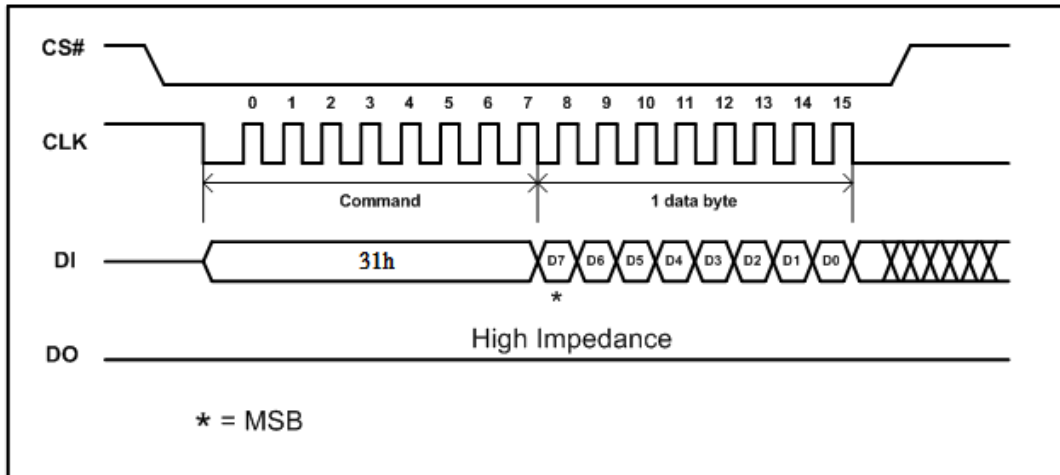 CS#
0 1 2 3 4 5 6 7 8 9 10 11 12 13 14 15
CLK
Command 1 data byte
DI 31h D7 D6 D5 D4 D3 D2 D1 D0
*
High Impedance
DO
* = MSB